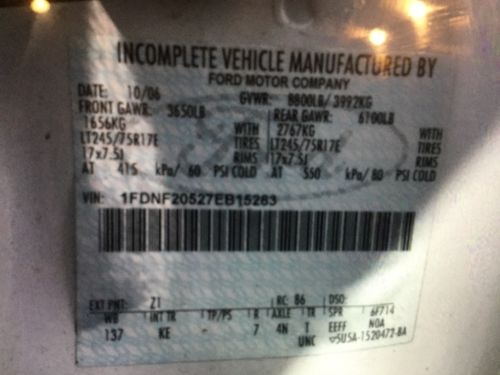 INCOMPLETE VEHICLE MANUFACTURED BY
FORD MOTOR COMPANY
DATE: 10/06 GVWR: 8800LB/ 3992KG
FRONT GAWR: 3650LB REAR GAWR: 6100LB
1656KG WITH 2767KG WITH
LT245/75R17E TIRES LT245/75R17E TIRES
17x7.5J RIMS 17x7.5J RIMS
AT 415 kPa/ 60 PSI COLD AT 550 kPa/ 80 PSI COLD
VIN: 1FDNF20527EB15263
EXT PNT: Z1 RC: 86 DSO:
WB INT TR TP/PS R AXLE TR SPR 6F714
137 KE 7 4N T EEFF NOA
UNC 5U5A-1520472-BA